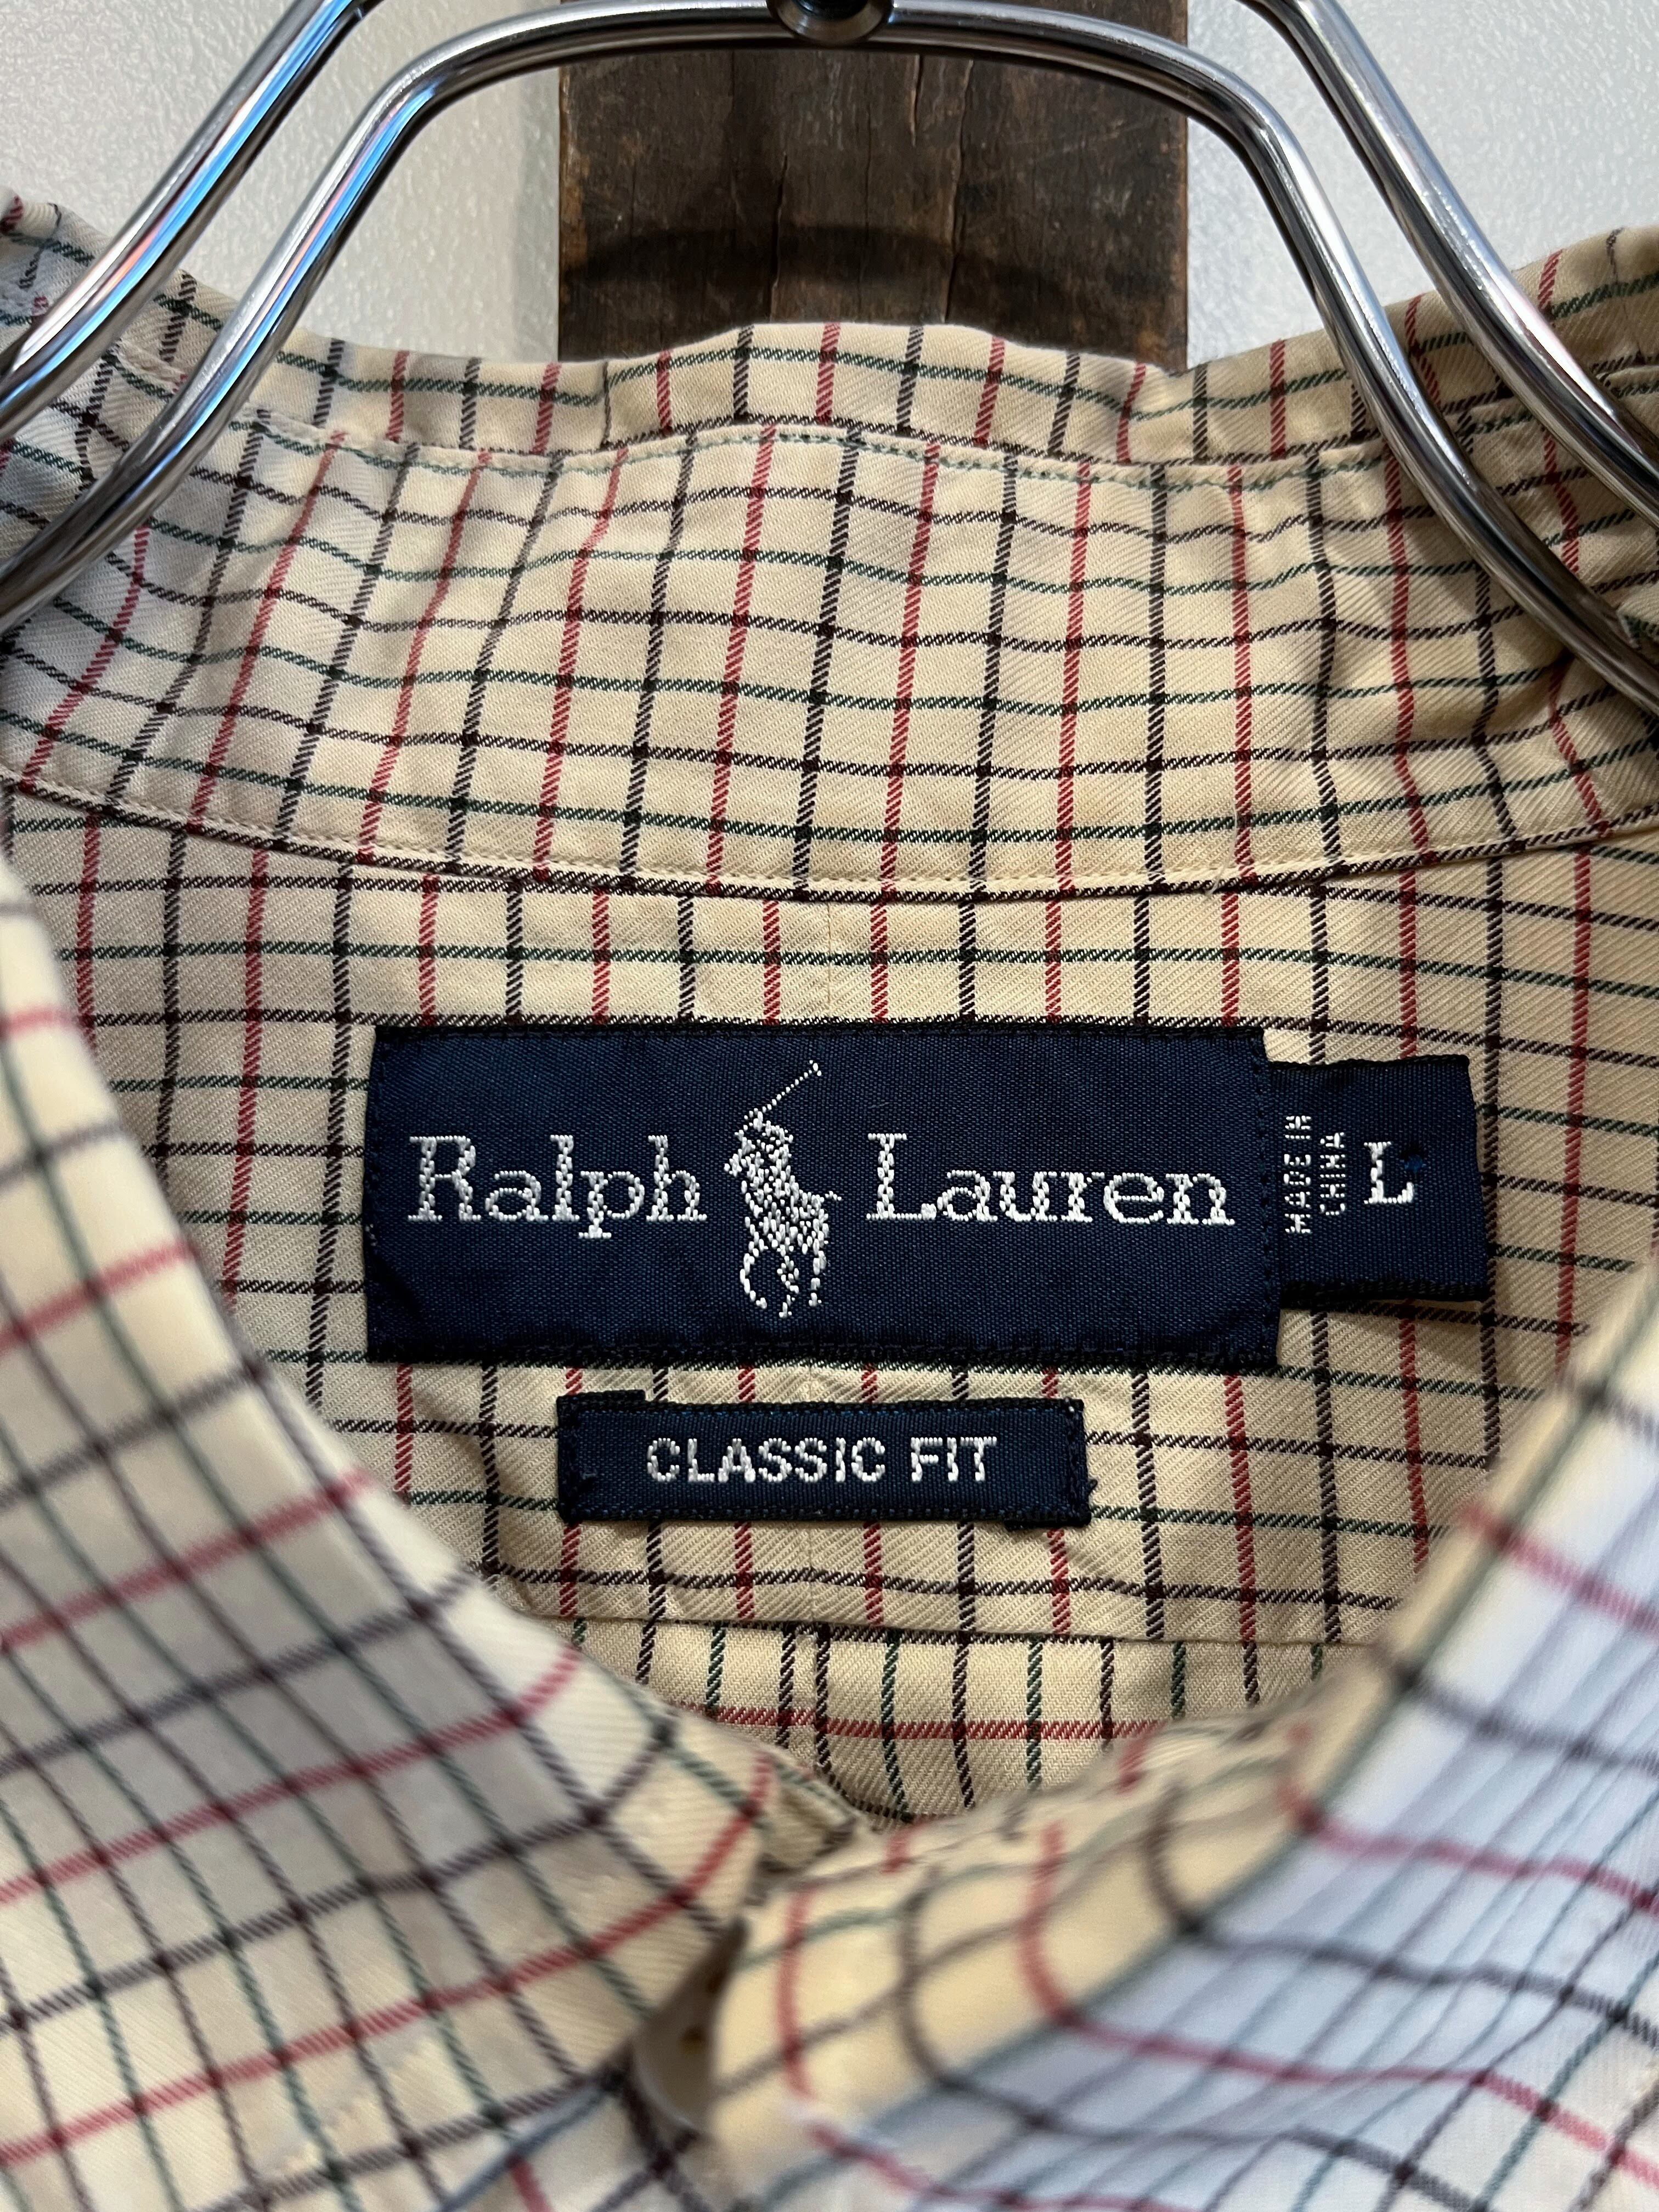 Ralph Lauren
MADE IN
CHINA
L
CLASSIC FIT